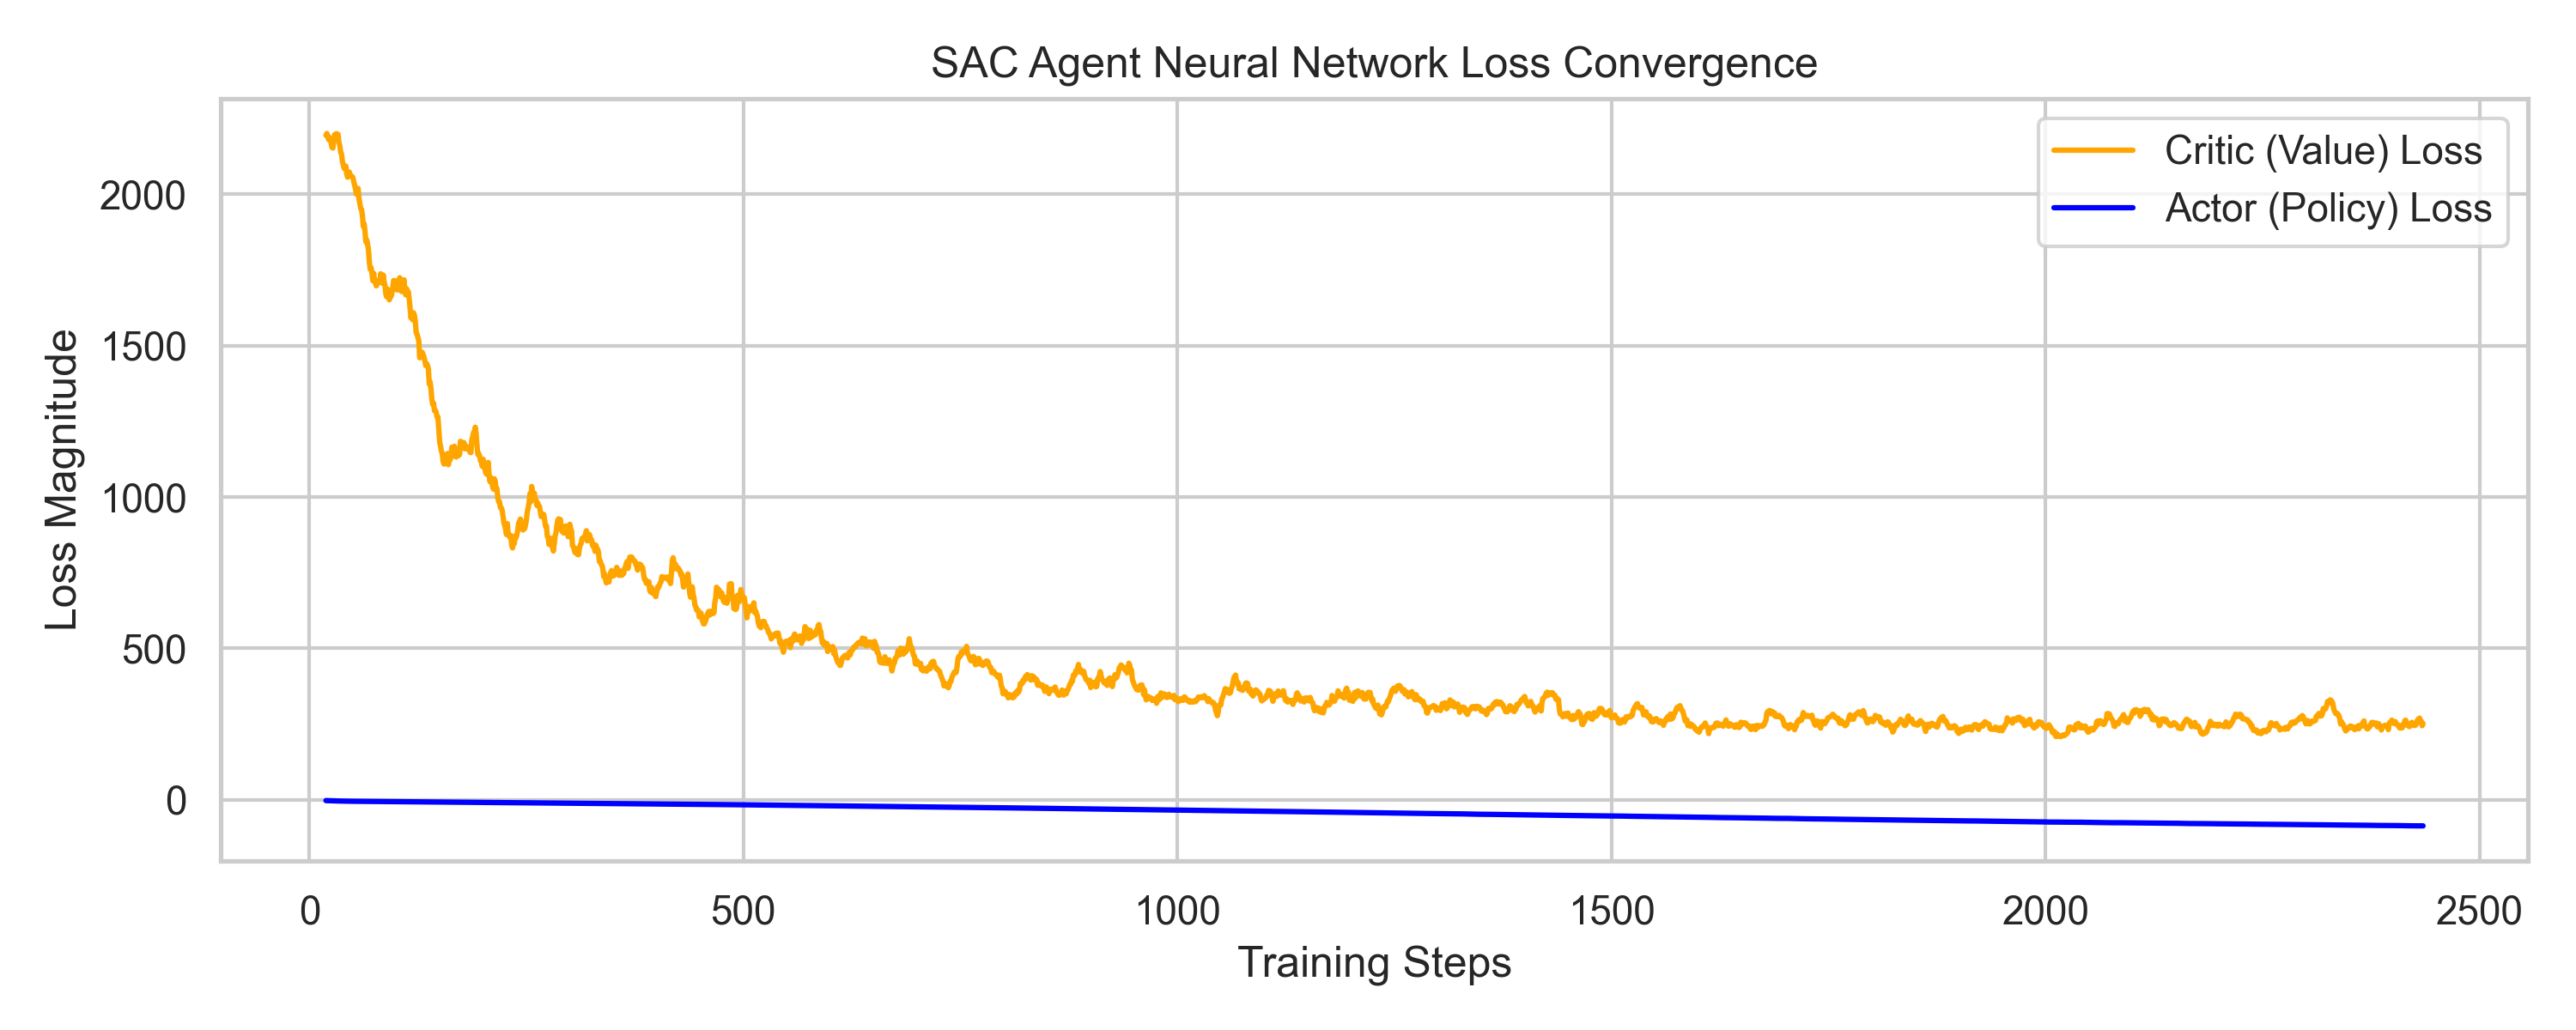 SAC Agent Neural Network Loss Convergence
Critic (Value) Loss
Actor (Policy) Loss
Loss Magnitude
2000
1500
1000
500
0
0 500 1000 1500 2000 2500
Training Steps